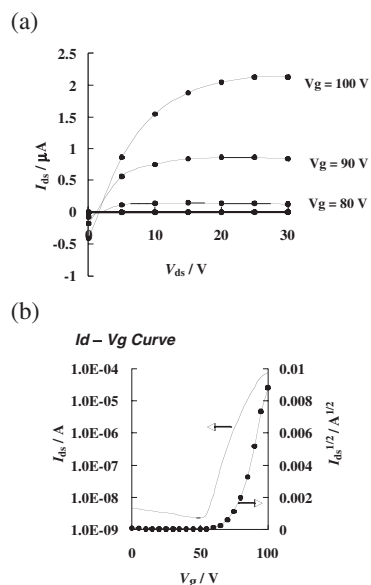 (a)
2.5
2
1.5
1
0.5
0
-0.5
-1
I_ds / μA
0 10 20 30
V_ds / V
Vg = 100 V
Vg = 90 V
Vg = 80 V
(b)
Id – Vg Curve
1.0E-04
1.0E-05
1.0E-06
1.0E-07
1.0E-08
1.0E-09
I_ds / A
0.01
0.008
0.006
0.004
0.002
0
I_ds^1/2 / A^1/2
0 50 100
V_g / V